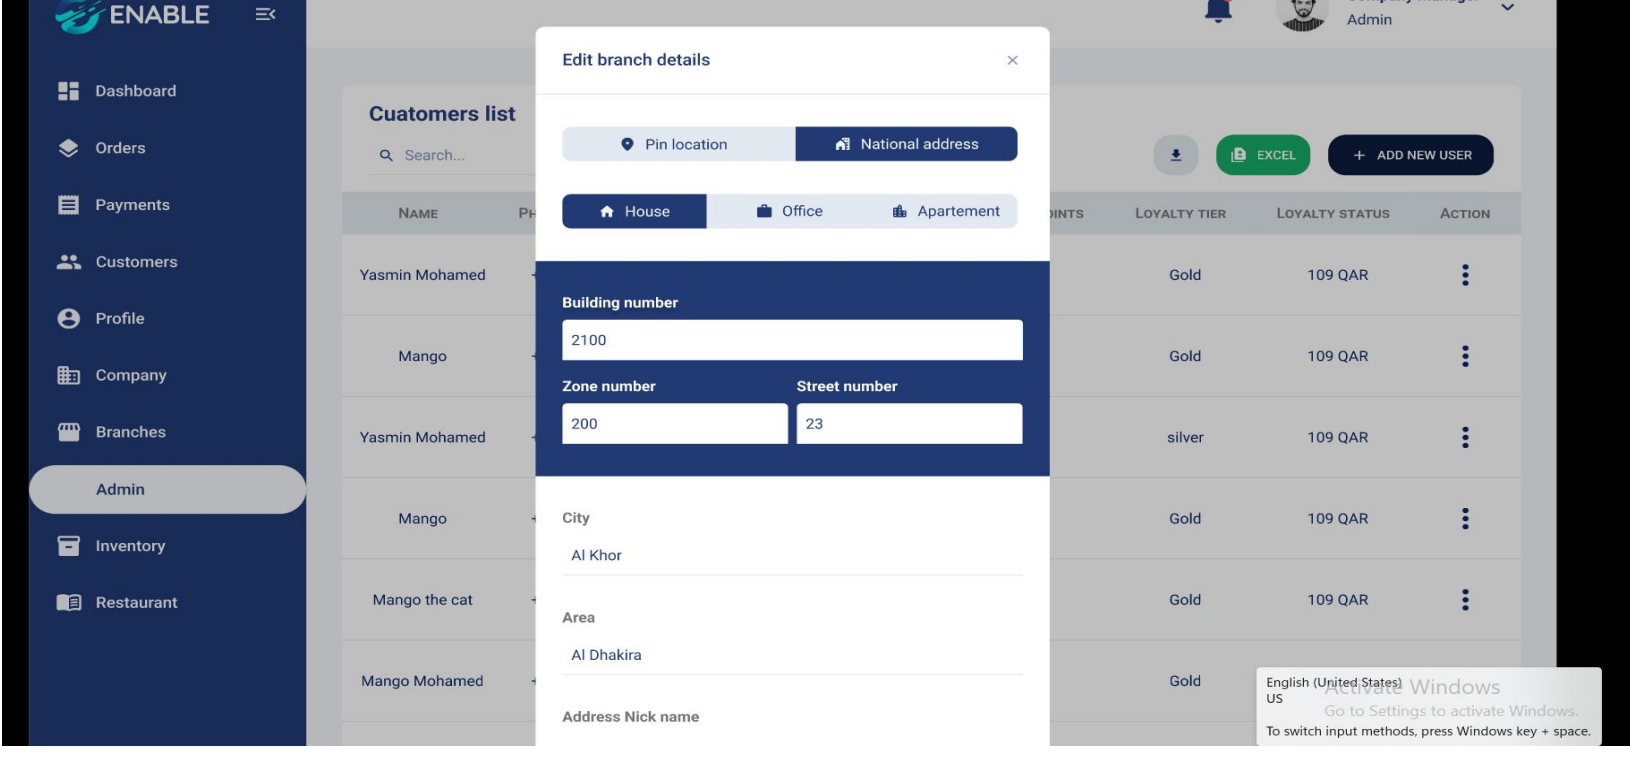 ENABLE
Admin
Dashboard
Orders
Payments
Customers
Profile
Company
Branches
Admin
Inventory
Restaurant
Cuatomers list
Search...
EXCEL
+ ADD NEW USER
NAME
LOYALTY TIER LOYALTY STATUS ACTION
Yasmin Mohamed Gold 109 QAR
Mango Gold 109 QAR
Yasmin Mohamed silver 109 QAR
Mango Gold 109 QAR
Mango the cat Gold 109 QAR
Mango Mohamed Gold
Edit branch details
Pin location National address
House Office Apartement
Building number
2100
Zone number Street number
200 23
City
Al Khor
Area
Al Dhakira
Address Nick name
English (United States)
US
To switch input methods, press Windows key + space.
Activate Windows
Go to Settings to activate Windows.